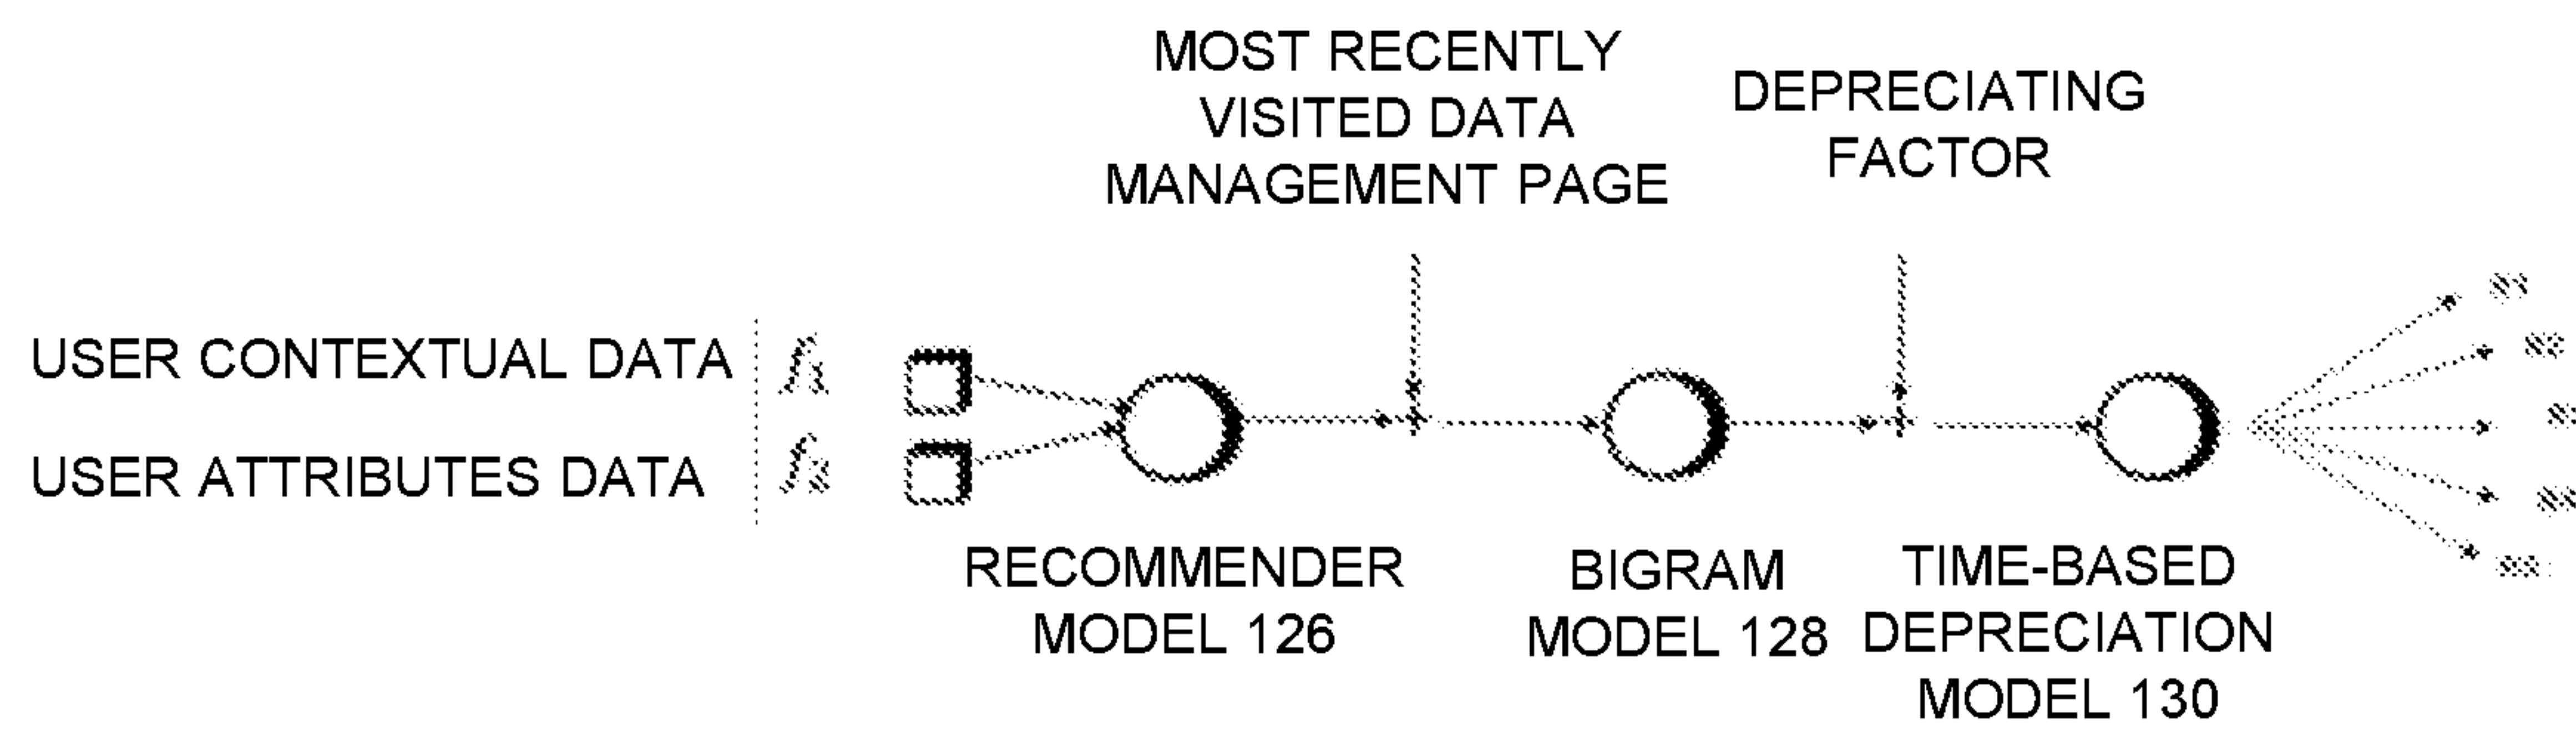 MOST RECENTLY
VISITED DATA
MANAGEMENT PAGE
DEPRECIATING
FACTOR
USER CONTEXTUAL DATA
USER ATTRIBUTES DATA
RECOMMENDER
MODEL 126
BIGRAM
MODEL 128
TIME-BASED
DEPRECIATION
MODEL 130